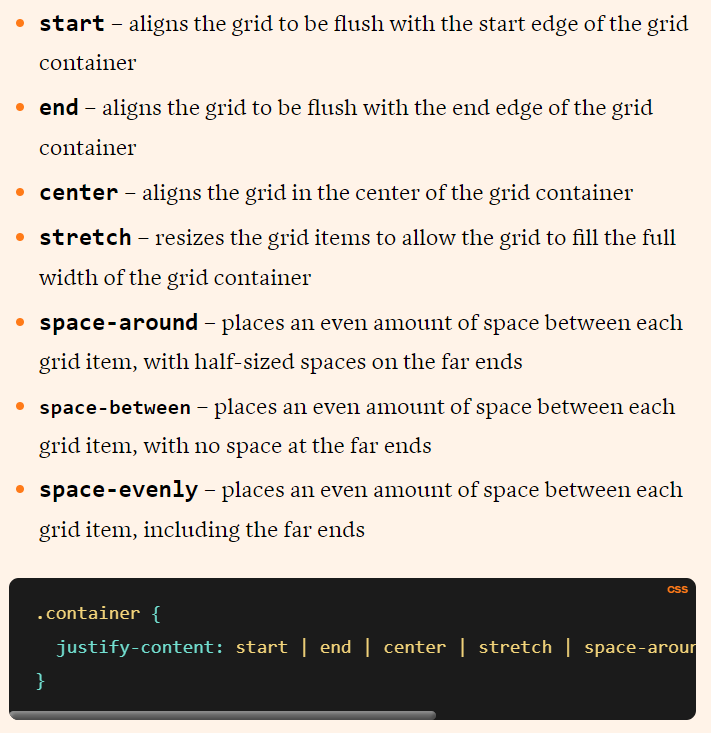 start – aligns the grid to be flush with the start edge of the grid
container
end – aligns the grid to be flush with the end edge of the grid
container
center – aligns the grid in the center of the grid container
stretch – resizes the grid items to allow the grid to fill the full
width of the grid container
space-around – places an even amount of space between each
grid item, with half-sized spaces on the far ends
space-between – places an even amount of space between each
grid item, with no space at the far ends
space-evenly – places an even amount of space between each
grid item, including the far ends
CSS
.container {
justify-content: start | end | center | stretch | space-aroun
}